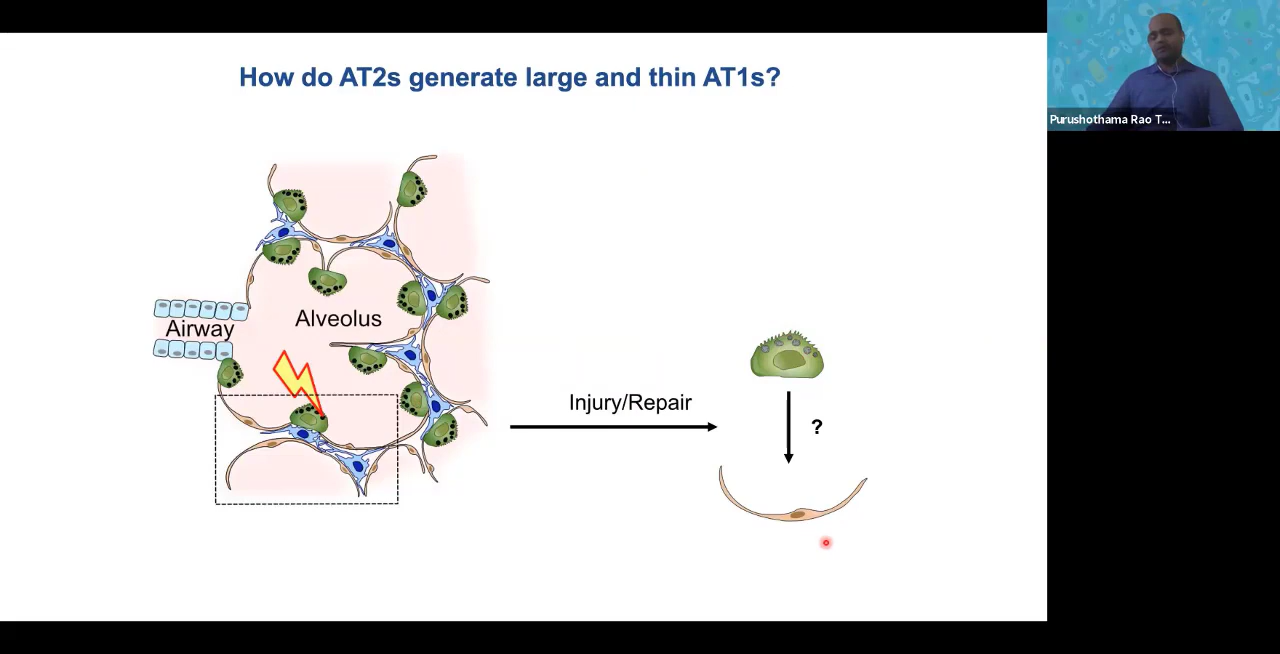 How do AT2s generate large and thin AT1s?
Purushothama Rao T...
Airway
Alveolus
Injury/Repair
?